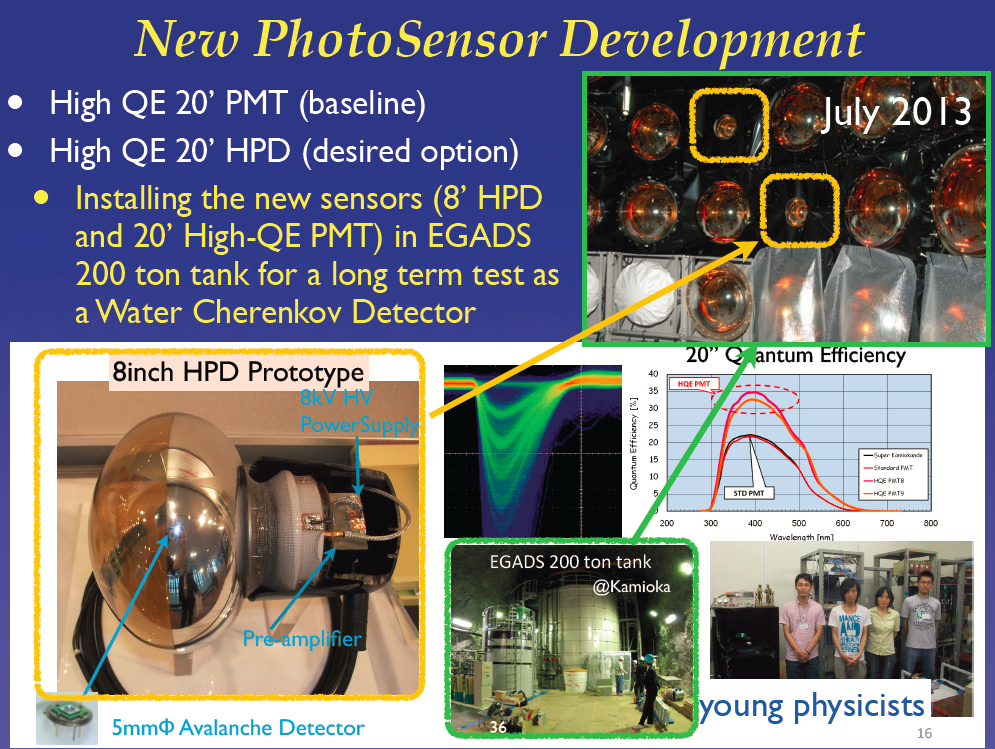 New PhotoSensor Development
• High QE 20’ PMT (baseline)
• High QE 20’ HPD (desired option)
• Installing the new sensors (8’ HPD
and 20’ High-QE PMT) in EGADS
200 ton tank for a long term test as
a Water Cherenkov Detector
July 2013
8inch HPD Prototype
8kV HV
PowerSupply
Pre-amplifier
5mmΦ Avalanche Detector
20” Quantum Efficiency
Quantum Efficiency [%]
40
35
30
25
20
15
10
5
0
HQE PMT
STD PMT
Super Kamiokande
Standard PMT
HQE PMT8
HQE PMT9
200 300 400 500 600 700 800
Wavelength [nm]
EGADS 200 ton tank
@Kamioka
36
young physicists
16